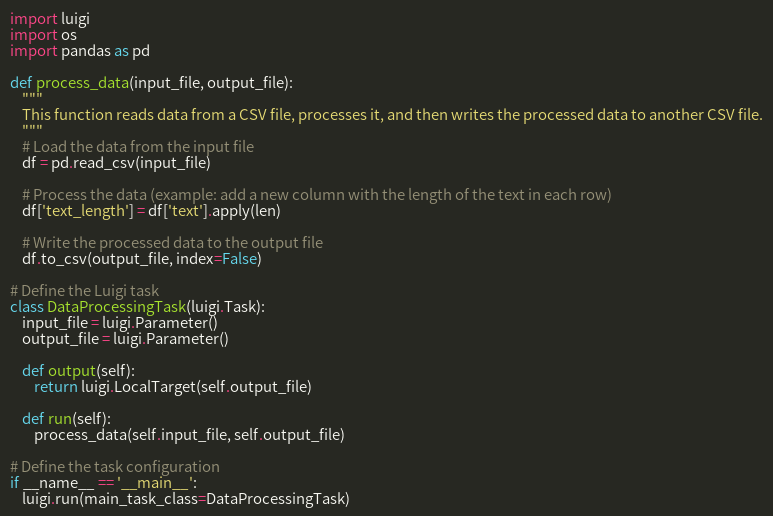 import luigi
import os
import pandas as pd
def process_data(input_file, output_file):
"""
This function reads data from a CSV file, processes it, and then writes the processed data to another CSV file.
"""
# Load the data from the input file
df = pd.read_csv(input_file)
# Process the data (example: add a new column with the length of the text in each row)
df['text_length'] = df['text'].apply(len)
# Write the processed data to the output file
df.to_csv(output_file, index=False)
# Define the Luigi task
class DataProcessingTask(luigi.Task):
input_file = luigi.Parameter()
output_file = luigi.Parameter()
def output(self):
return luigi.LocalTarget(self.output_file)
def run(self):
process_data(self.input_file, self.output_file)
# Define the task configuration
if __name__ == '__main__':
luigi.run(main_task_class=DataProcessingTask)